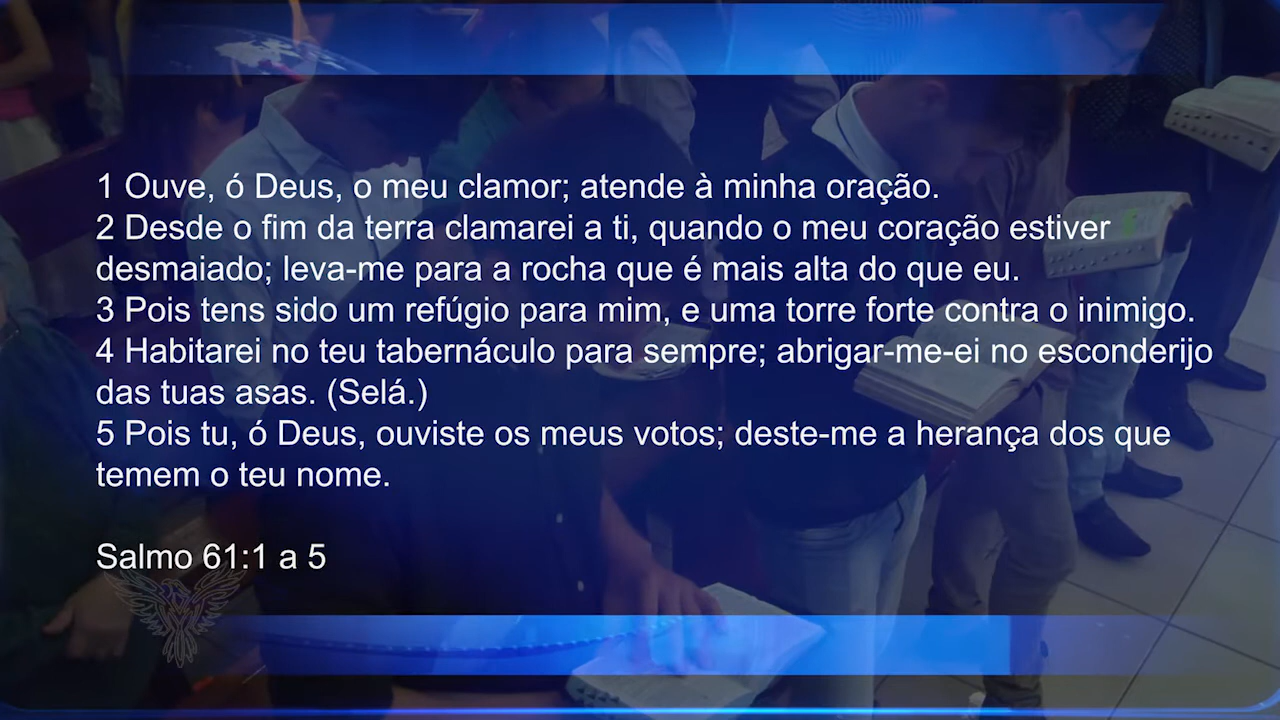 1 Ouve, ó Deus, o meu clamor; atende à minha oração.
2 Desde o fim da terra clamarei a ti, quando o meu coração estiver
desmaiado; leva-me para a rocha que é mais alta do que eu.
3 Pois tens sido um refúgio para mim, e uma torre forte contra o inimigo.
4 Habitarei no teu tabernáculo para sempre; abrigar-me-ei no esconderijo
das tuas asas. (Selá.)
5 Pois tu, ó Deus, ouviste os meus votos; deste-me a herança dos que
temem o teu nome.
Salmo 61:1 a 5